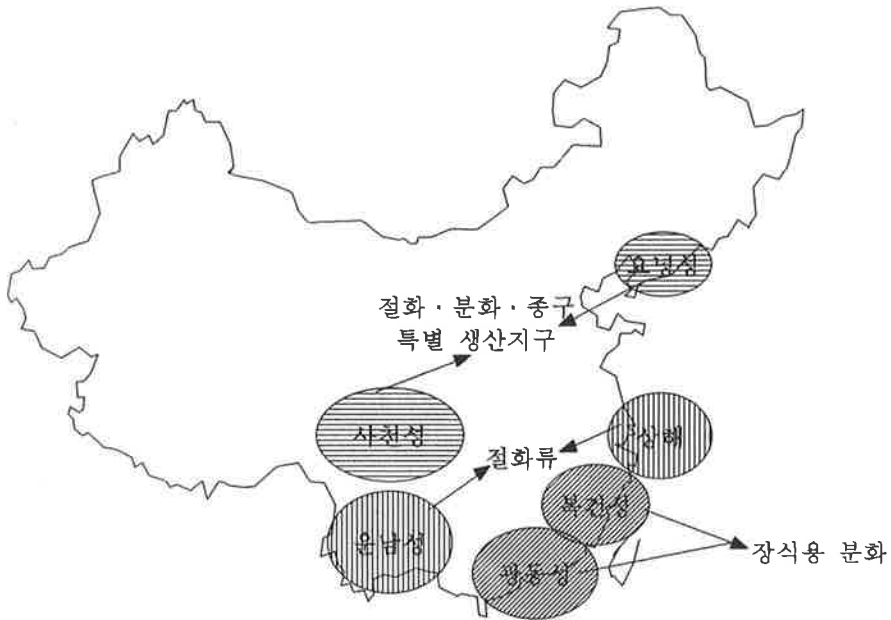 요녕성
절화·분화·종구
특별 생산지구
사천성
상해
절화류
복건성
운남성
장식용 분화
광동성